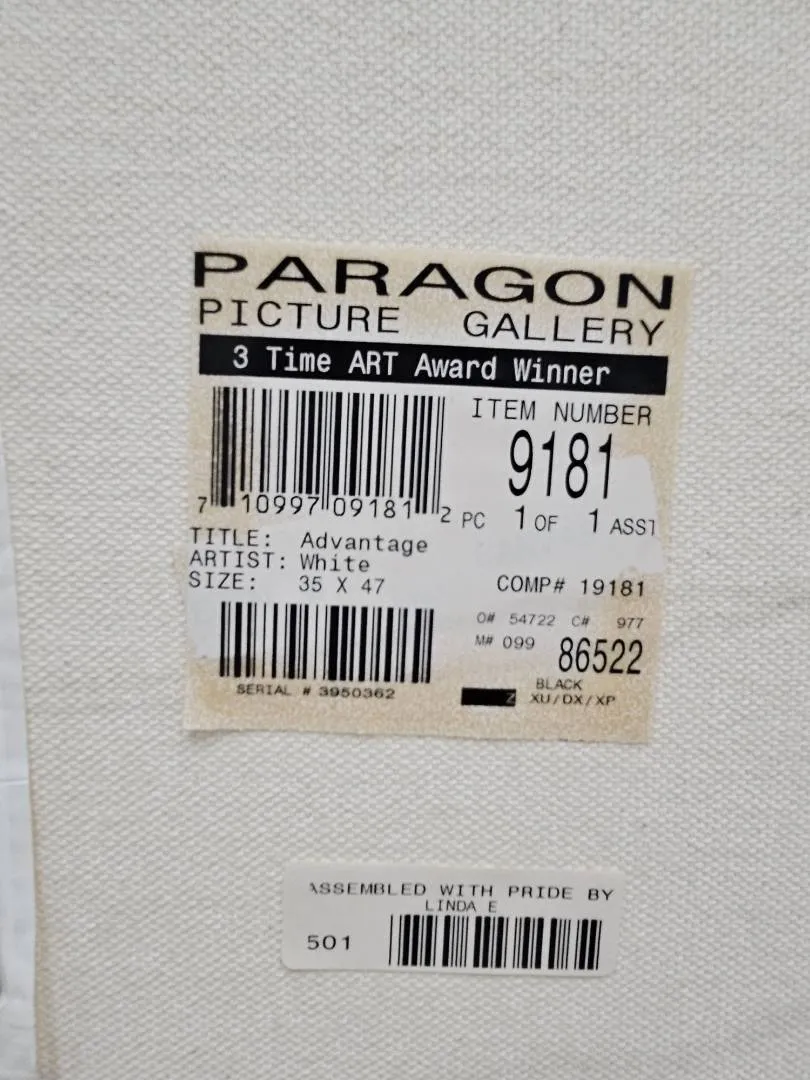 PARAGON
PICTURE GALLERY
3 Time ART Award Winner
ITEM NUMBER
9181
7 10997 09181 2
PC 1 OF 1 ASST
TITLE: Advantage
ARTIST: White
SIZE: 35 X 47
COMP# 19181
O# 54722 C# 977
M# 099 86522
SERIAL # 3950362
BLACK
Z XU/DX/XP
ASSEMBLED WITH PRIDE BY
LINDA E
501